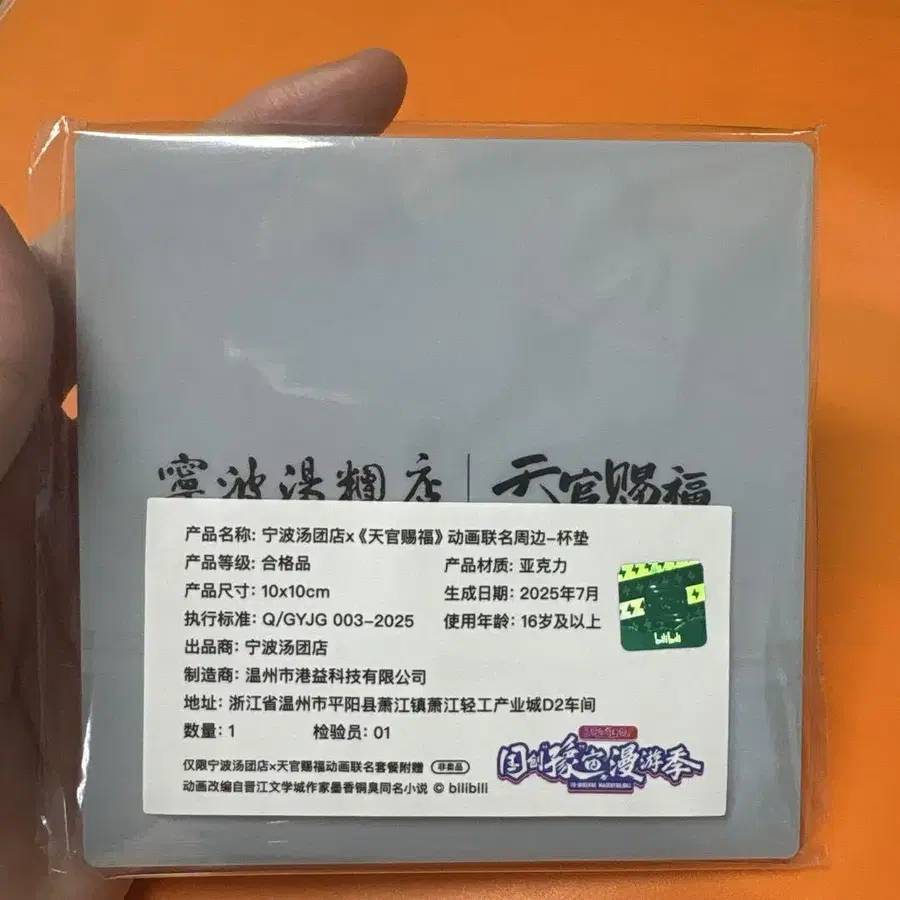 寧波湯糰店 | 天官賜福
产品名称: 宁波汤团店x《天官赐福》动画联名周边-杯垫
产品等级: 合格品 产品材质: 亚克力
产品尺寸: 10x10cm 生成日期: 2025年7月
执行标准: Q/GYJG 003-2025 使用年龄: 16岁及以上
bilibili
出品商: 宁波汤团店
制造商: 温州市港益科技有限公司
地址: 浙江省温州市平阳县萧江镇萧江轻工产业城D2车间
数量: 1 检验员: 01
国创豫宙漫游季
仅限宁波汤团店x天官赐福动画联名套餐附赠 非卖品
动画改编自晋江文学城作家墨香铜臭同名小说 © bilibili